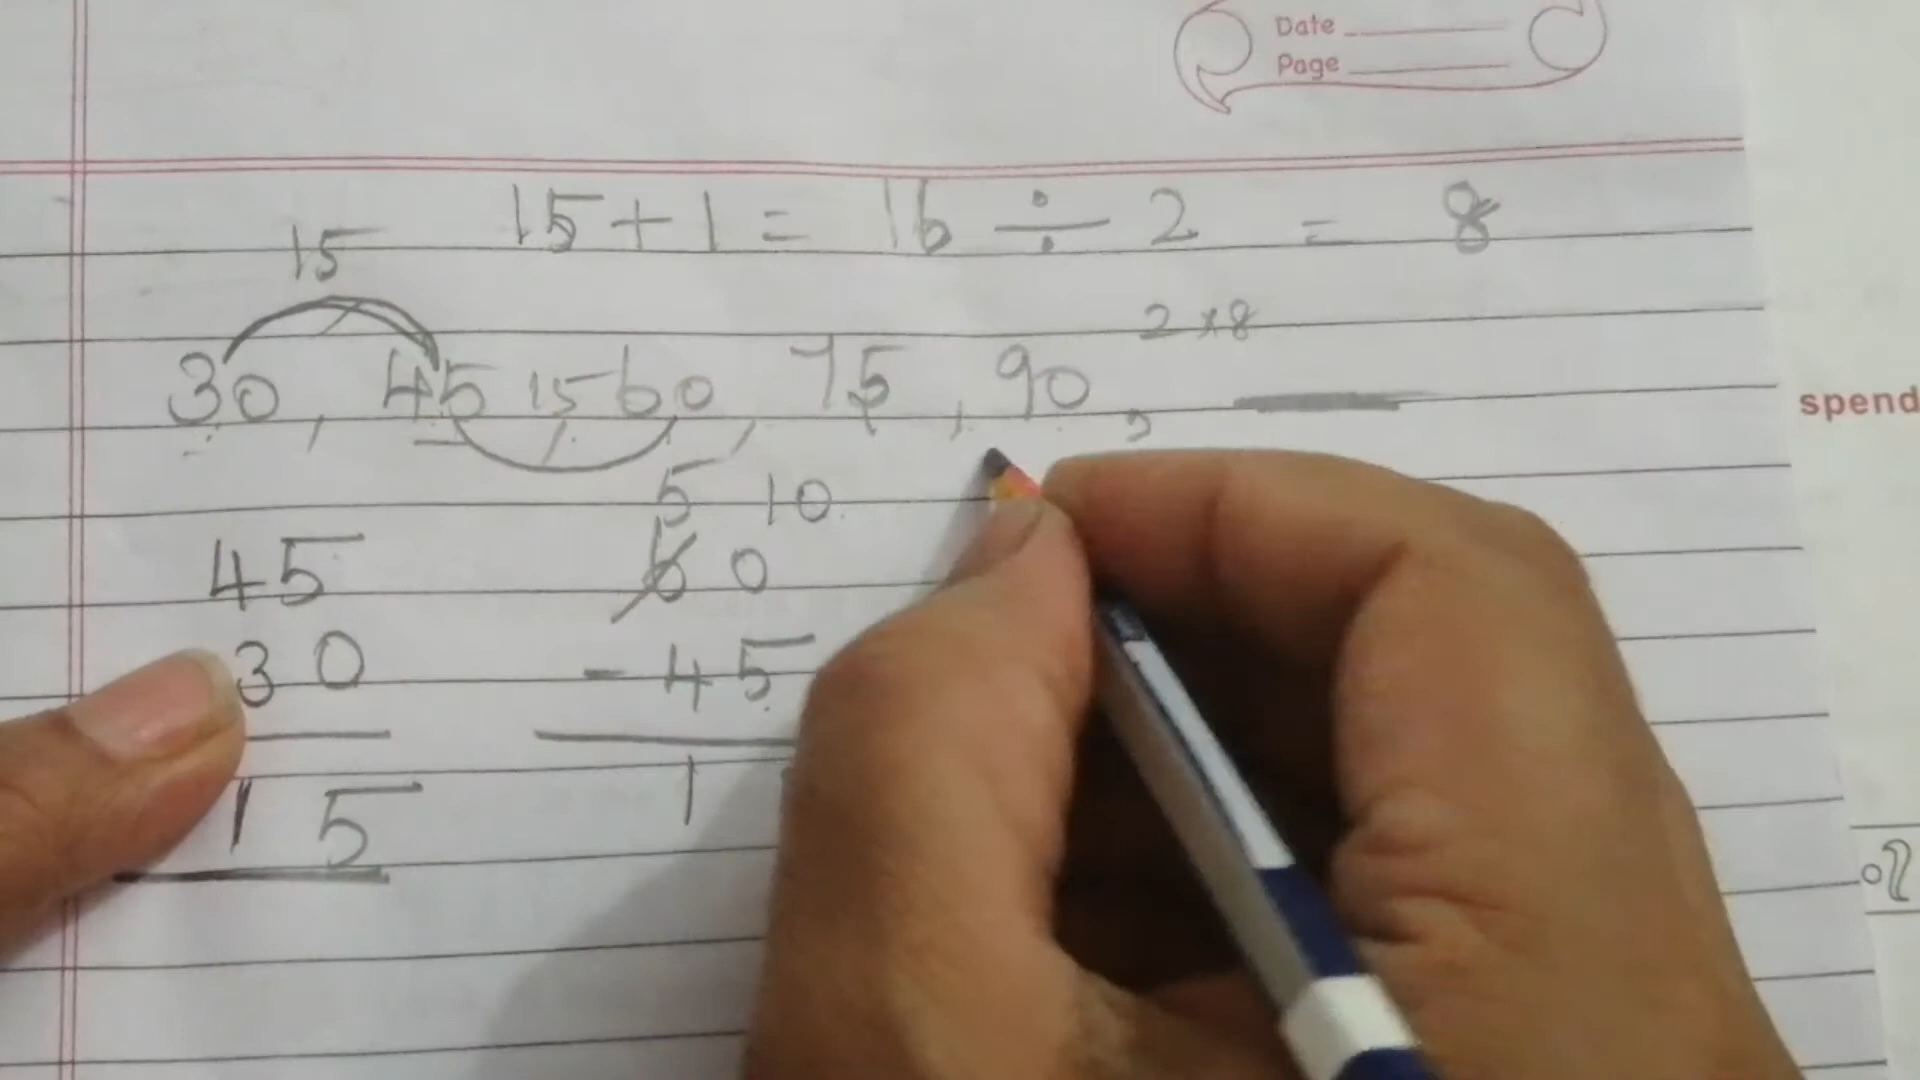 Date
Page
15 + 1 = 16 ÷ 2 = 8
15
2 × 8
30, 45 15 60, 75, 90,
spend
5 10
45 60
30 - 45
15 1